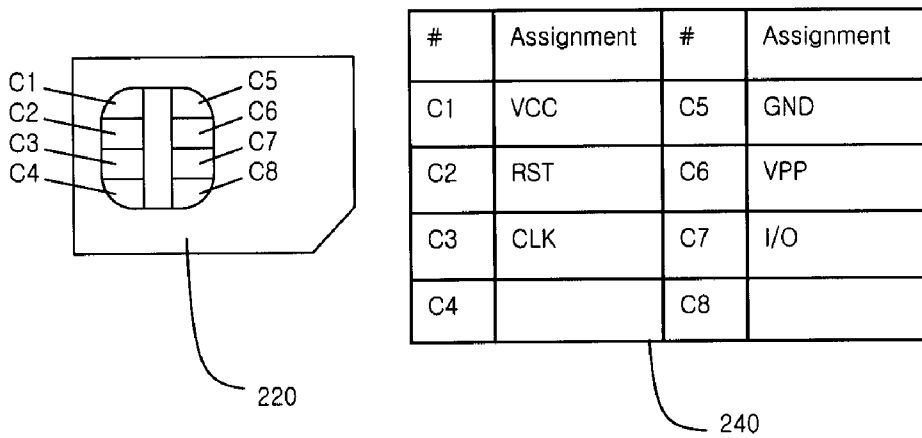 C1
C2
C3
C4
C5
C6
C7
C8
220
# Assignment # Assignment
C1 VCC C5 GND
C2 RST C6 VPP
C3 CLK C7 I/O
C4 C8
240